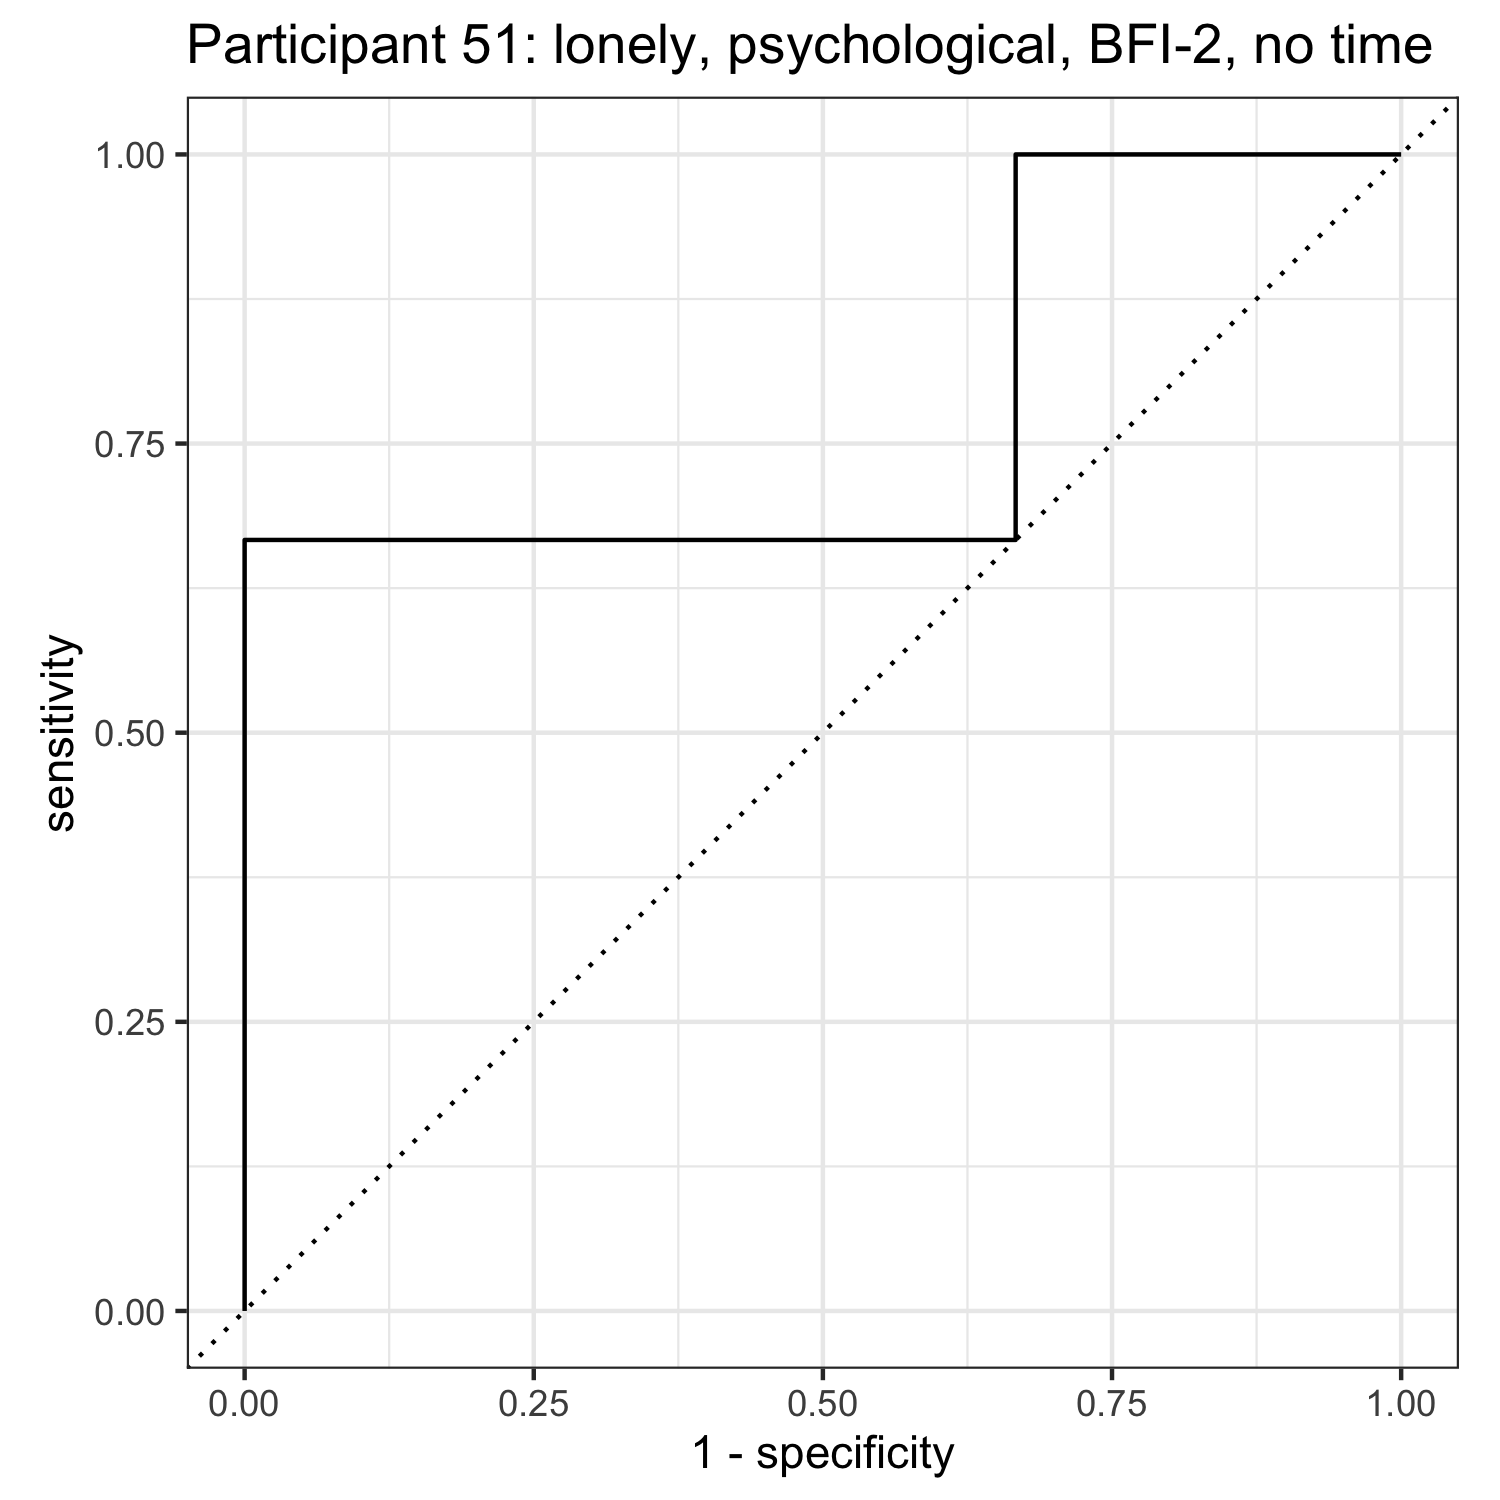 Participant 51: lonely, psychological, BFI-2, no time
1.00
0.75
0.50
0.25
0.00
sensitivity
0.00 0.25 0.50 0.75 1.00
1 - specificity